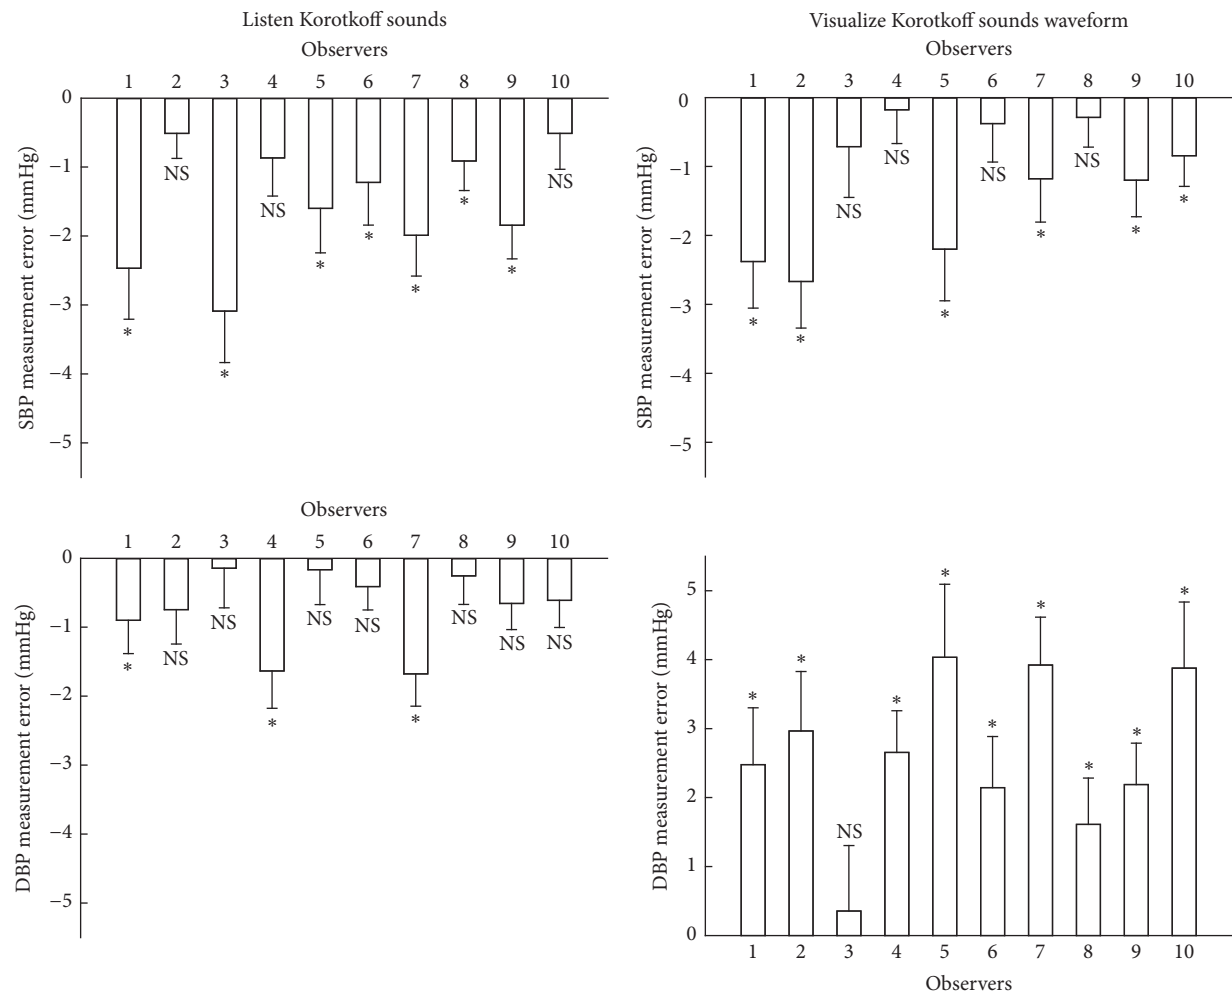 Listen Korotkoff sounds
Observers
1 2 3 4 5 6 7 8 9 10
0
−1
−2
−3
−4
−5
SBP measurement error (mmHg)
* NS * NS * * * * * NS
Visualize Korotkoff sounds waveform
Observers
1 2 3 4 5 6 7 8 9 10
0
−1
−2
−3
−4
−5
SBP measurement error (mmHg)
* * NS NS * NS * NS * *
Observers
1 2 3 4 5 6 7 8 9 10
0
−1
−2
−3
−4
−5
DBP measurement error (mmHg)
* NS NS * NS NS * NS NS NS
5
4
3
2
1
0
DBP measurement error (mmHg)
* * NS * * * * * * *
1 2 3 4 5 6 7 8 9 10
Observers